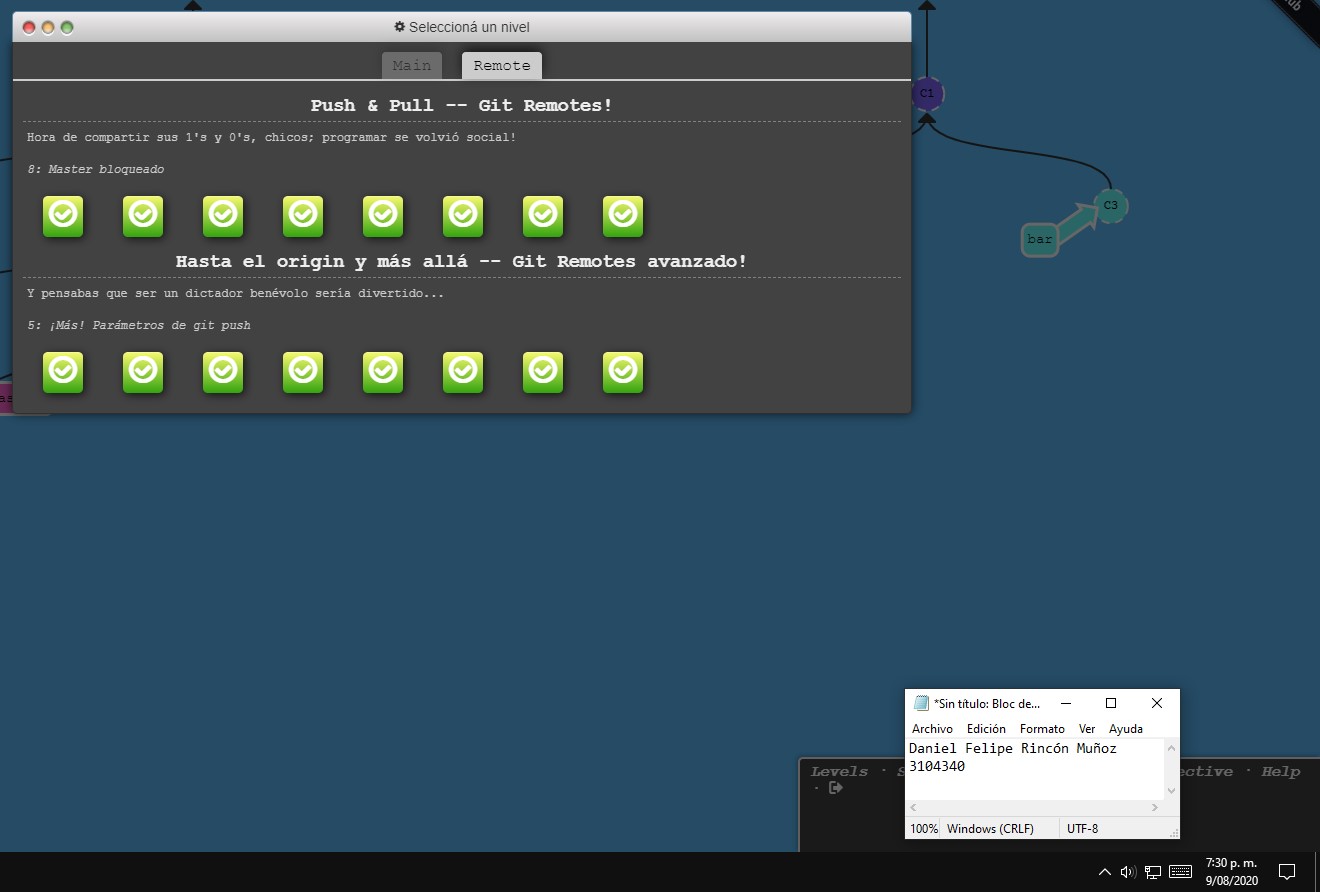 Seleccioná un nivel
Main
Remote
Push & Pull -- Git Remotes!
Hora de compartir sus 1's y 0's, chicos; programar se volvió social!
8: Master bloqueado
Hasta el origin y más allá -- Git Remotes avanzado!
Y pensabas que ser un dictador benévolo sería divertido...
5: ¡Más! Parámetros de git push
C1
C3
bar
*Sin título: Bloc de...
Archivo Edición Formato Ver Ayuda
Daniel Felipe Rincón Muñoz
3104340
100% Windows (CRLF) UTF-8
Levels · · Help
7:30 p. m.
9/08/2020